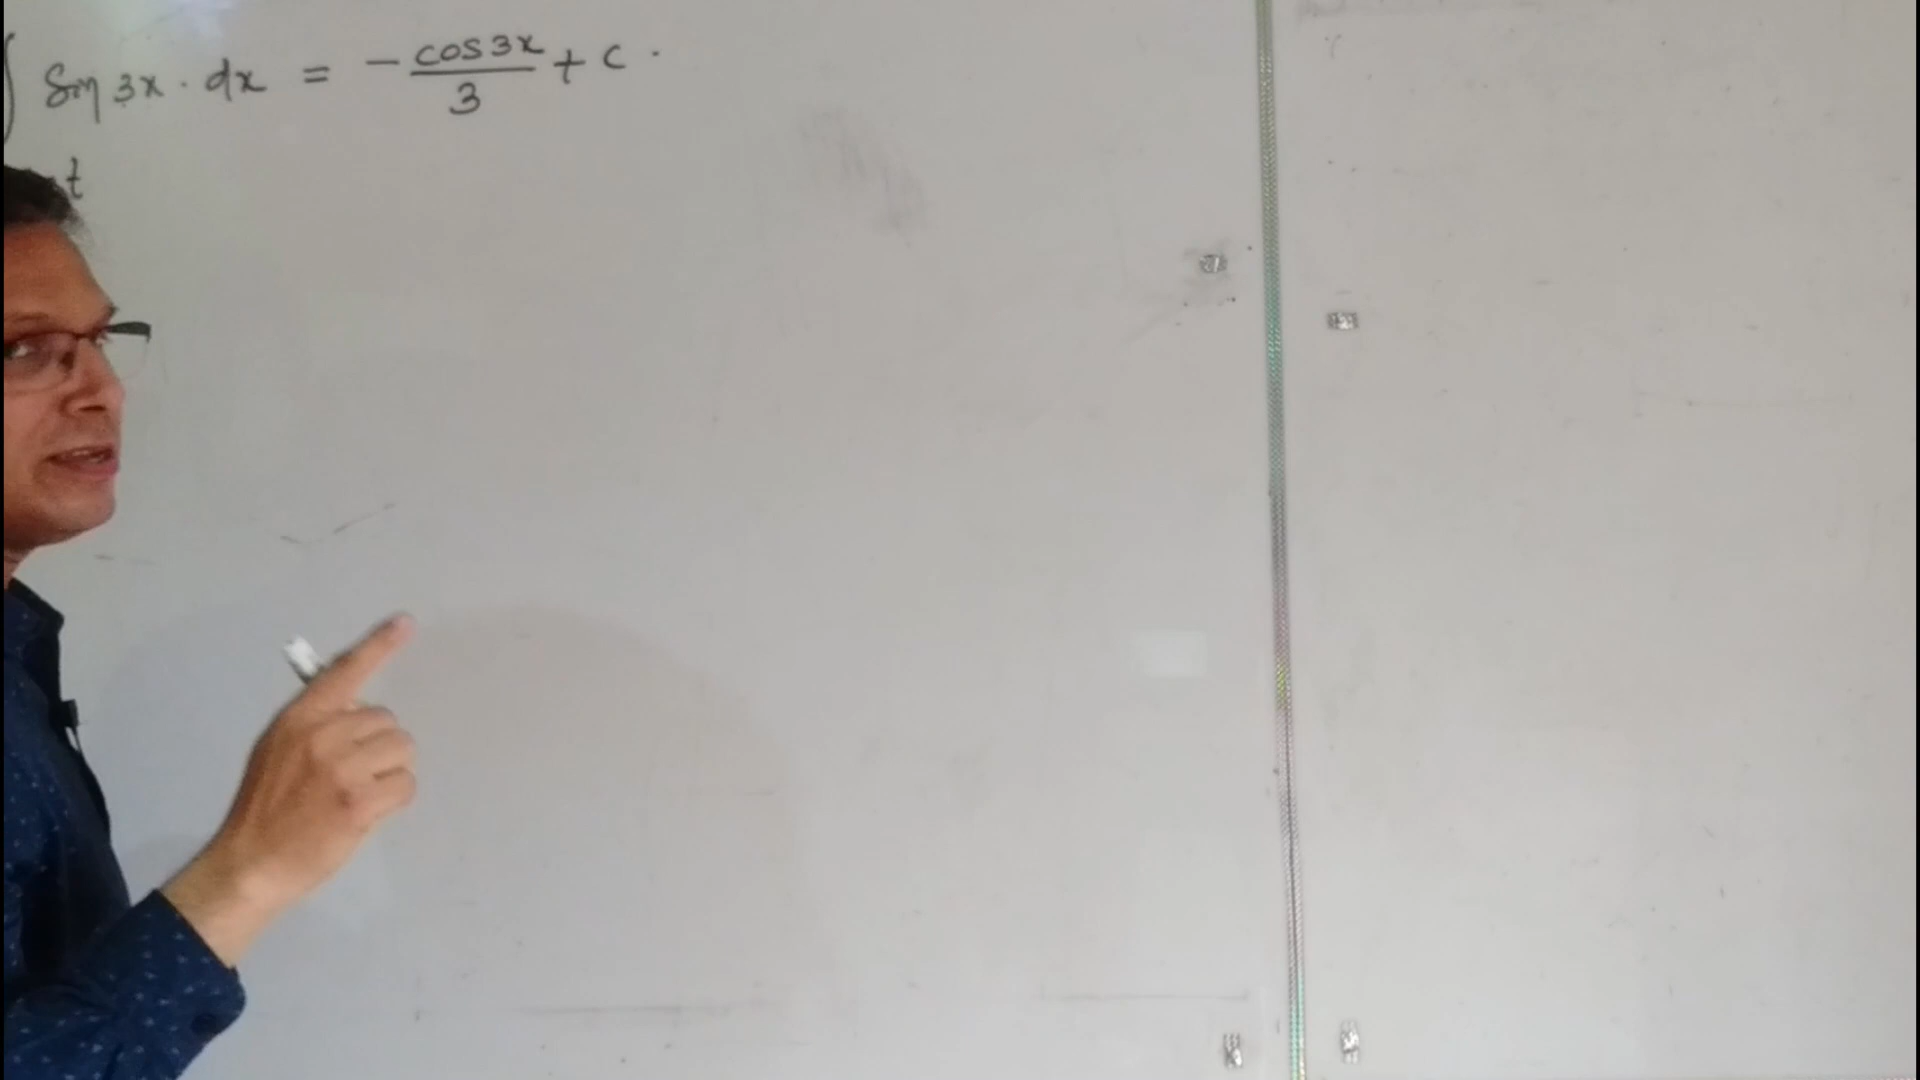 ∫ Sin 3x · dx = - cos3x/3 + c ·